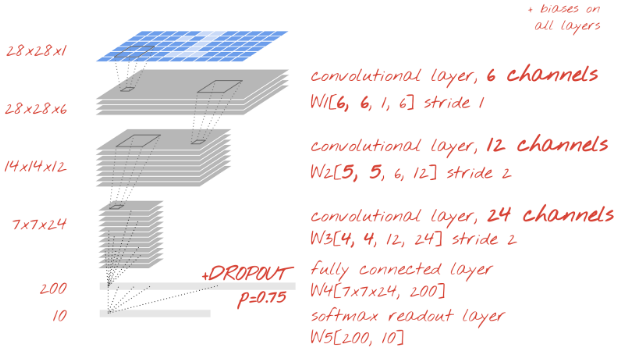 + biases on
all layers
28x28x1
convolutional layer, 6 channels
28x28x6
W1[6, 6, 1, 6] stride 1
convolutional layer, 12 channels
14x14x12
W2[5, 5, 6, 12] stride 2
convolutional layer, 24 channels
7x7x24
W3[4, 4, 12, 24] stride 2
+DROPOUT
p=0.75
fully connected layer
200
W4[7x7x24, 200]
softmax readout layer
10
W5[200, 10]